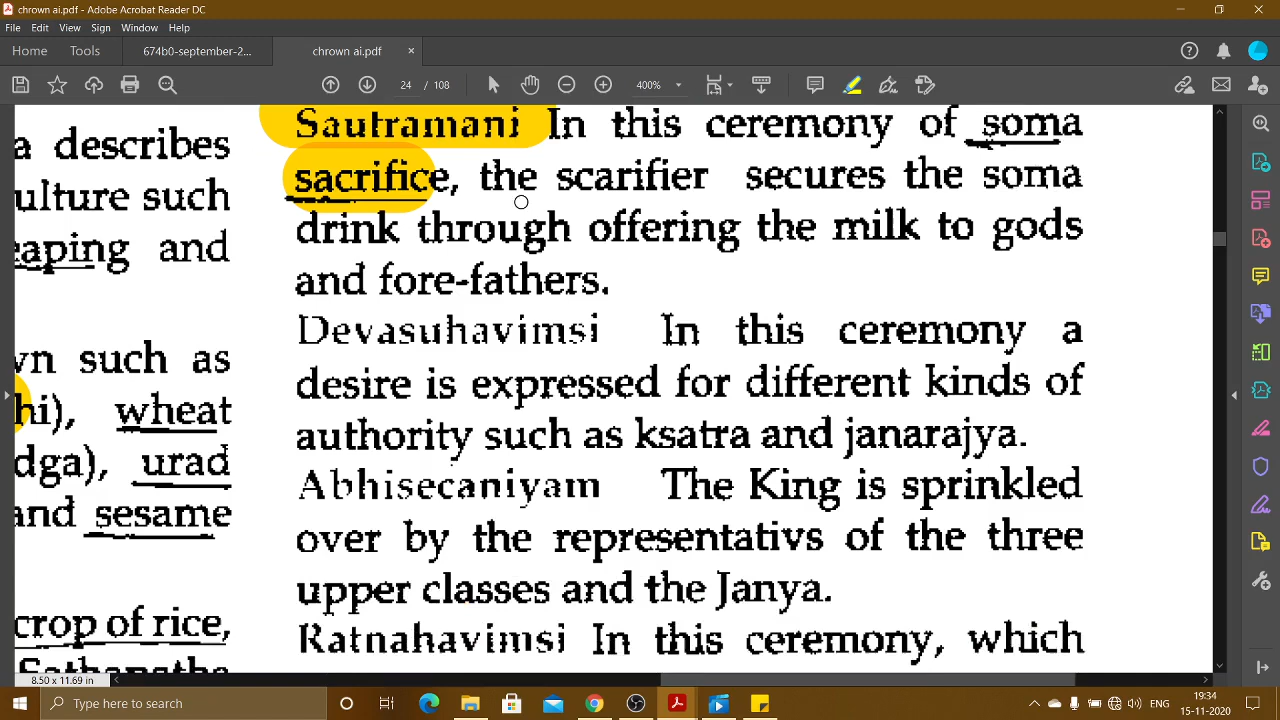 chrown ai.pdf - Adobe Acrobat Reader DC
File Edit View Sign Window Help
Home Tools 674b0-september-2... chrown ai.pdf ×
24 / 108 400%
a describes
ulture such
eaping and
wn such as
hi), wheat
dga), urad
and sesame
crop of rice,
Sautramani In this ceremony of soma
sacrifice, the scarifier secures the soma
drink through offering the milk to gods
and fore-fathers.
Devasuhavimsi In this ceremony a
desire is expressed for different kinds of
authority such as ksatra and janarajya.
Abhisecaniyam The King is sprinkled
over by the representativs of the three
upper classes and the Janya.
Ratnahavimsi In this ceremony, which
8.50 x 11.69 in
Type here to search
19:34
15-11-2020